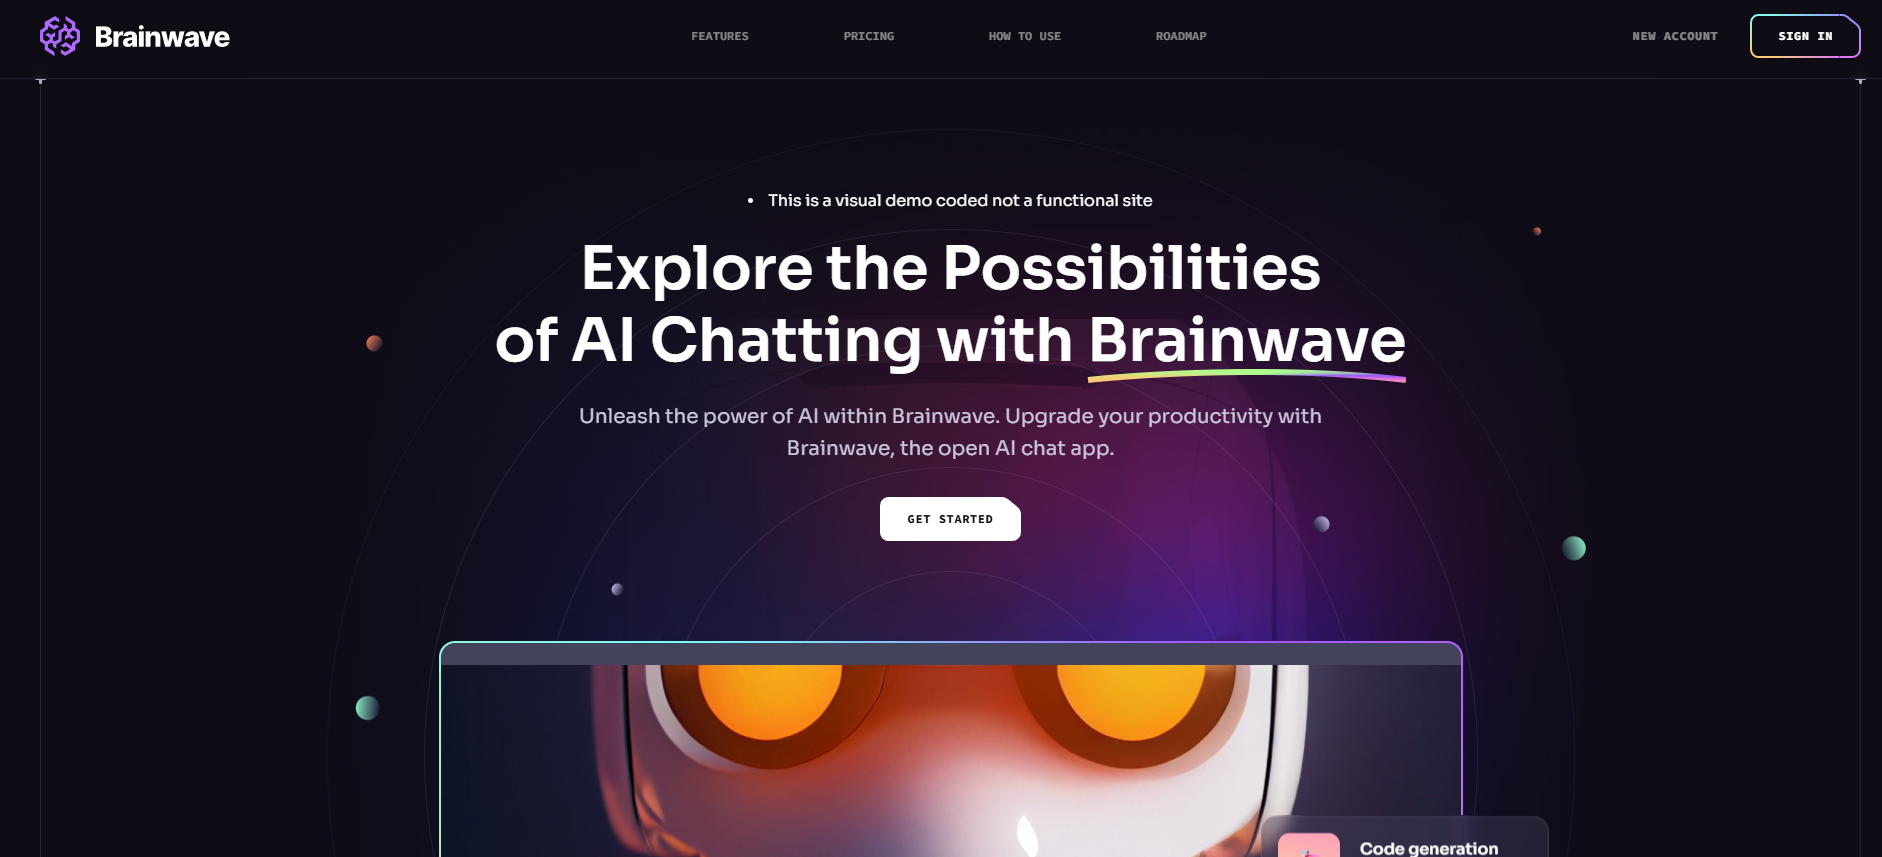 Brainwave
FEATURES
PRICING
HOW TO USE
ROADMAP
NEW ACCOUNT
SIGN IN
• This is a visual demo coded not a functional site
Explore the Possibilities
of AI Chatting with Brainwave
Unleash the power of AI within Brainwave. Upgrade your productivity with
Brainwave, the open AI chat app.
GET STARTED
Code generation